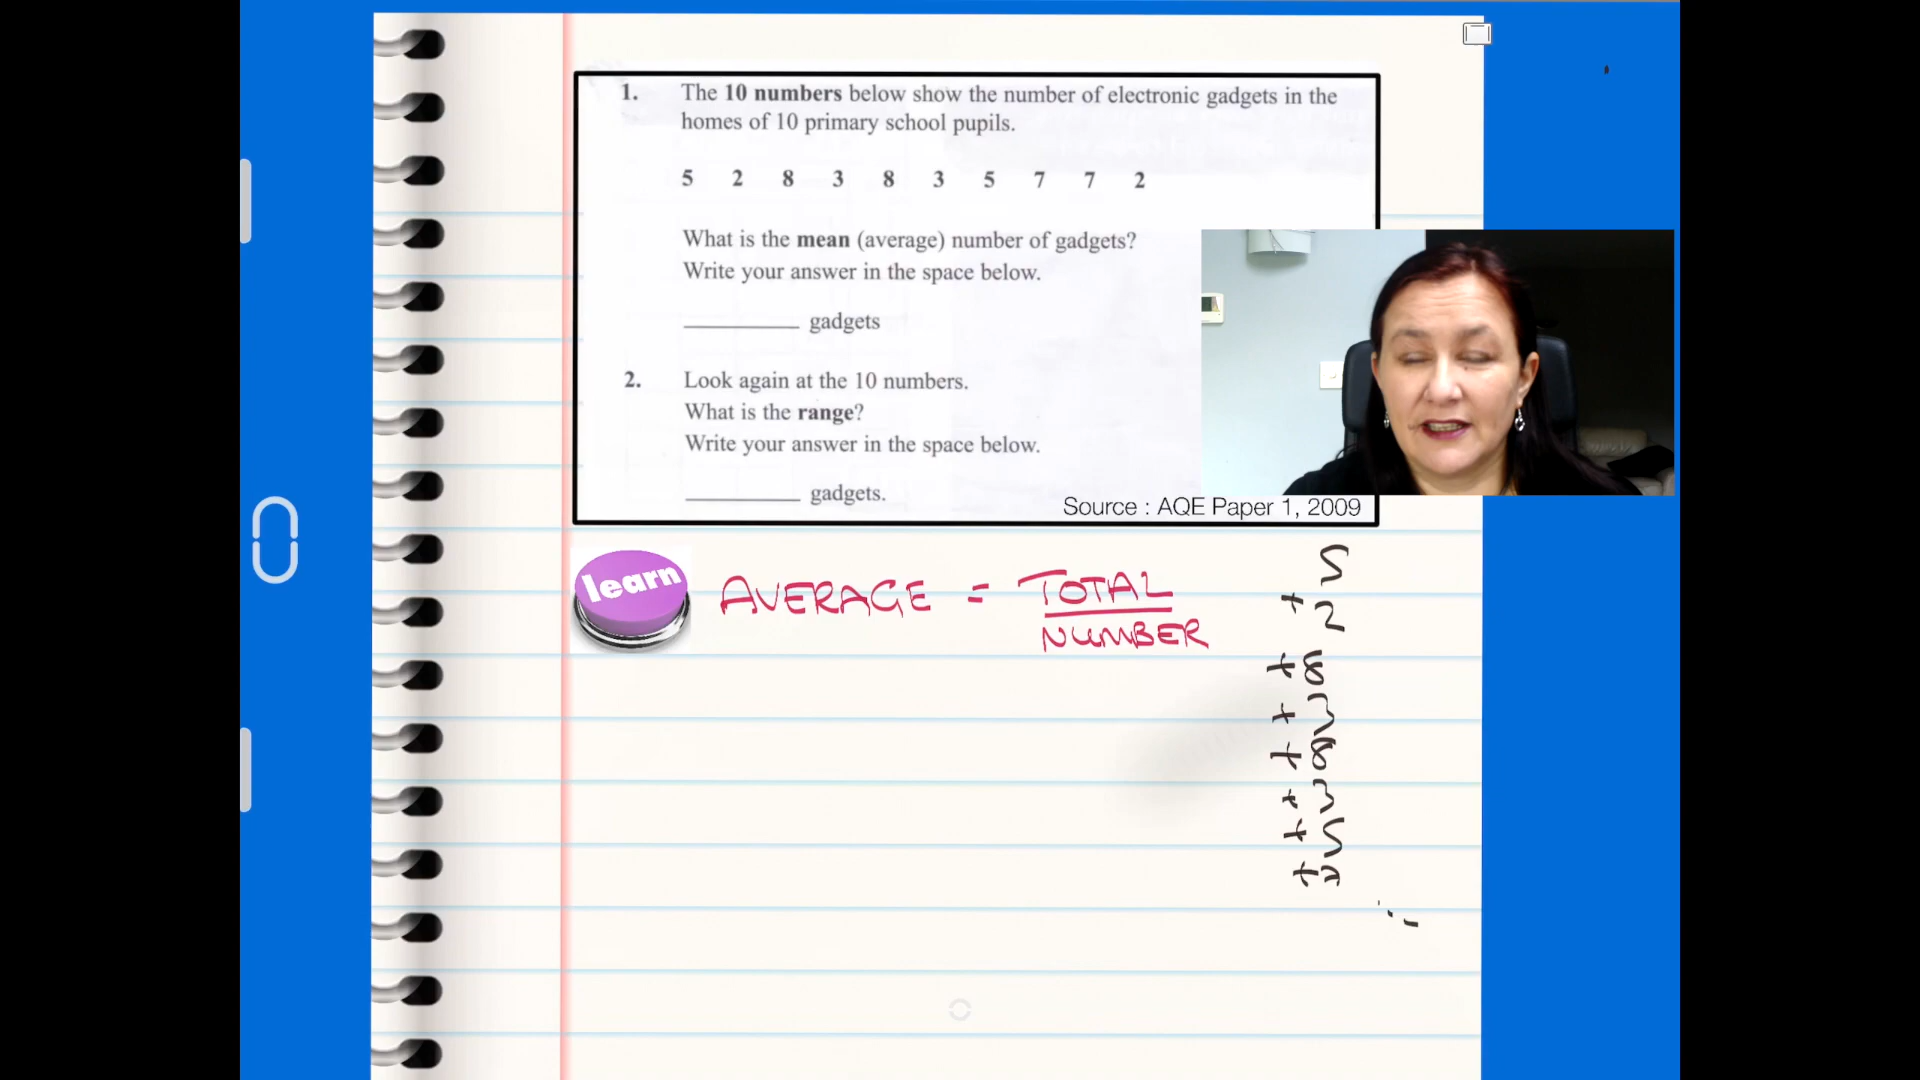 1. The 10 numbers below show the number of electronic gadgets in the
homes of 10 primary school pupils.
5 2 8 3 8 3 5 7 7 2
What is the mean (average) number of gadgets?
Write your answer in the space below.
__________ gadgets
2. Look again at the 10 numbers.
What is the range?
Write your answer in the space below.
__________ gadgets.
Source : AQE Paper 1, 2009
learn
AVERAGE = TOTAL
NUMBER
5
+ 2
+ 8
+ 3
+ 8
+ 3
+ 5
+